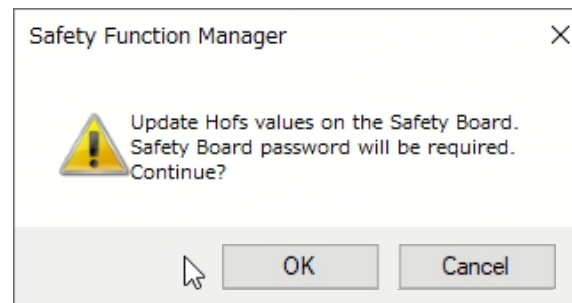 Safety Function Manager
Update Hofs values on the Safety Board.
Safety Board password will be required.
Continue?
OK
Cancel